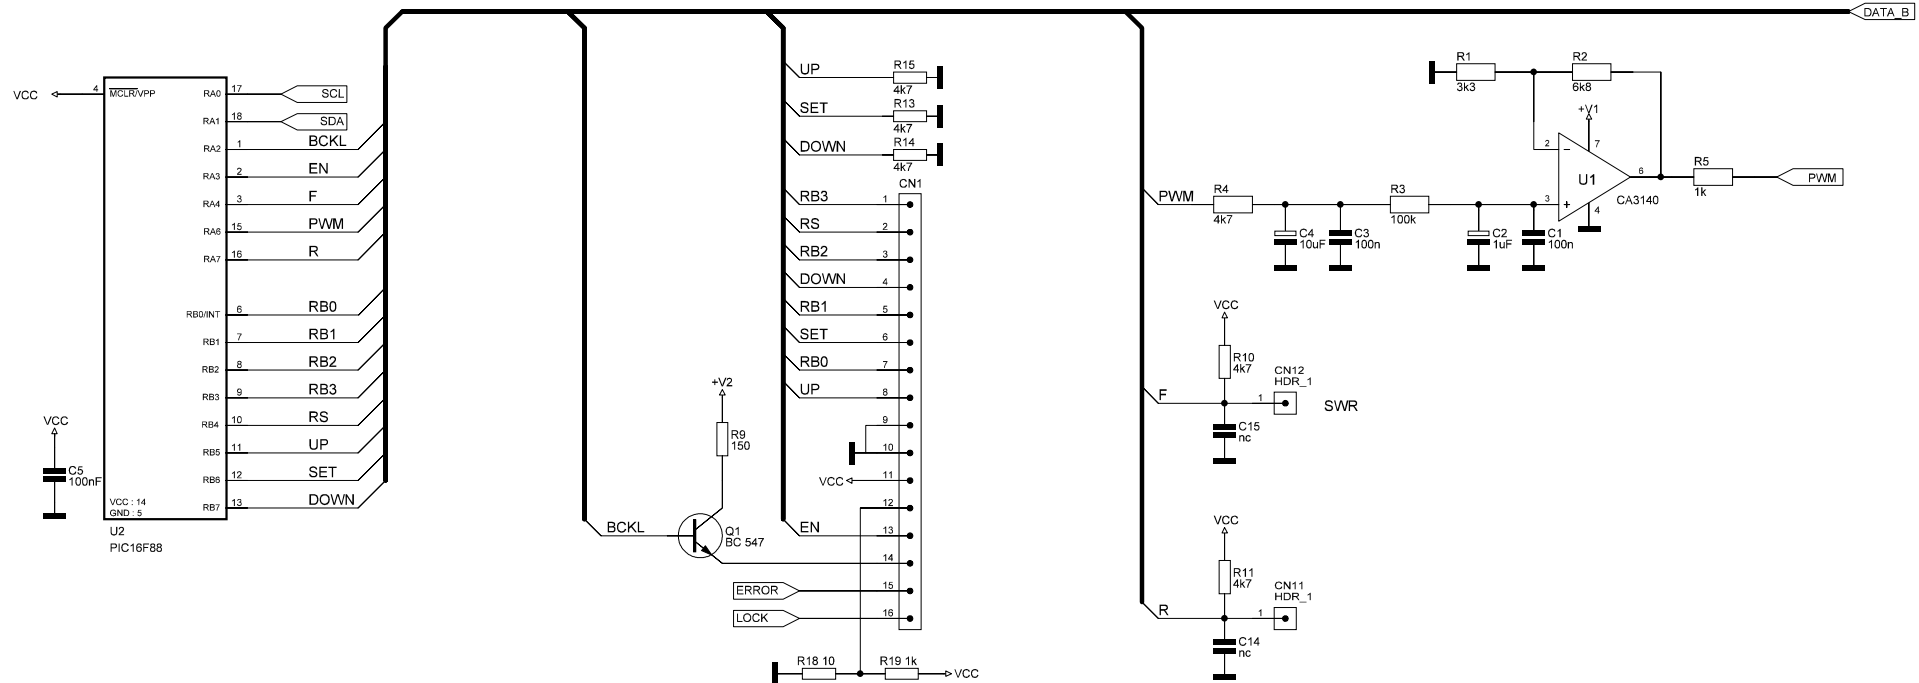 DATA_B
VCC
4
MCLR/VPP
RA0
17
SCL
RA1
18
SDA
RA2
1
BCKL
RA3
2
EN
RA4
3
F
RA6
15
PWM
RA7
16
R
RB0/INT
6
RB0
RB1
7
RB1
RB2
8
RB2
RB3
9
RB3
RB4
10
RS
RB5
11
UP
RB6
12
SET
RB7
13
DOWN
VCC : 14
GND : 5
U2
PIC16F88
VCC
C5
100nF
+V2
R9
150
BCKL
Q1
BC 547
UP
R15
4k7
SET
R13
4k7
DOWN
R14
4k7
CN1
RB3
1
RS
2
RB2
3
DOWN
4
RB1
5
SET
6
RB0
7
UP
8
9
10
VCC
11
12
EN
13
14
ERROR
15
LOCK
16
R18 10
R19 1k
VCC
R1
3k3
R2
6k8
+V1
7
2
U1
6
3
4
CA3140
R5
1k
PWM
PWM
R4
4k7
R3
100k
C4
10uF
C3
100n
C2
1uF
C1
100n
VCC
R10
4k7
CN12
HDR_1
F
1
SWR
C15
nc
VCC
R11
4k7
CN11
HDR_1
R
1
C14
nc